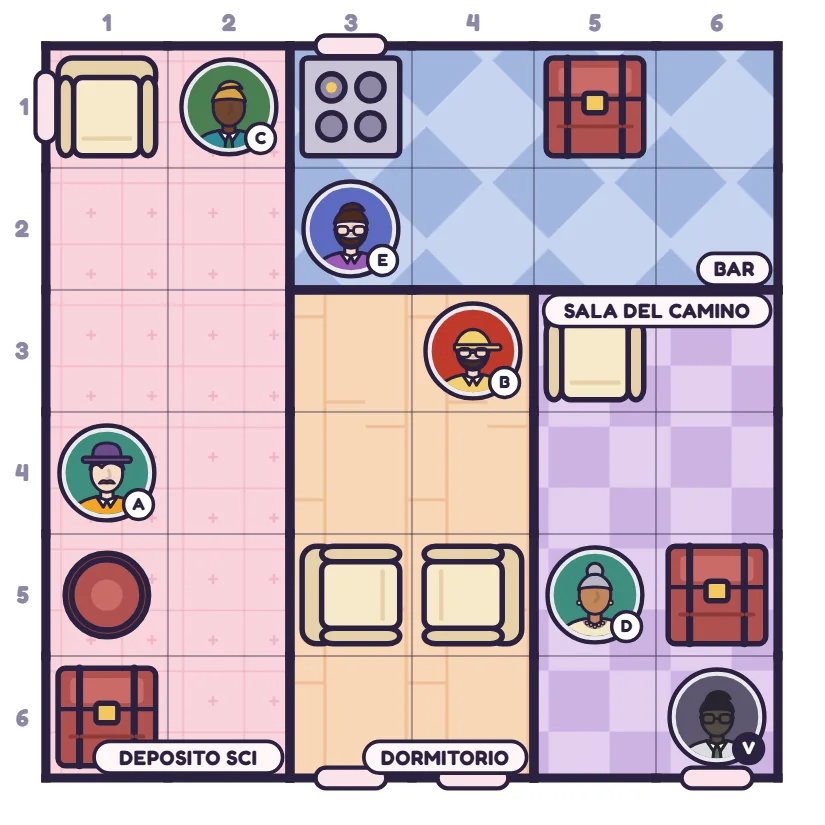 1 2 3 4 5 6
1
C
2
E
BAR
SALA DEL CAMINO
3
B
4
A
5
D
6
V
DEPOSITO SCI
DORMITORIO